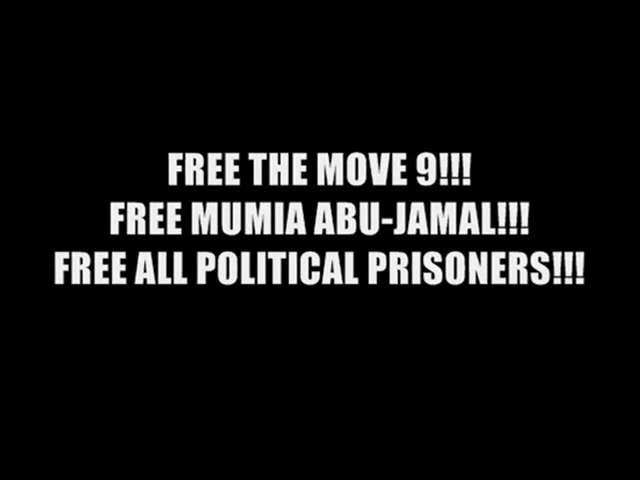 FREE THE MOVE 9!!!
FREE MUMIA ABU-JAMAL!!!
FREE ALL POLITICAL PRISONERS!!!